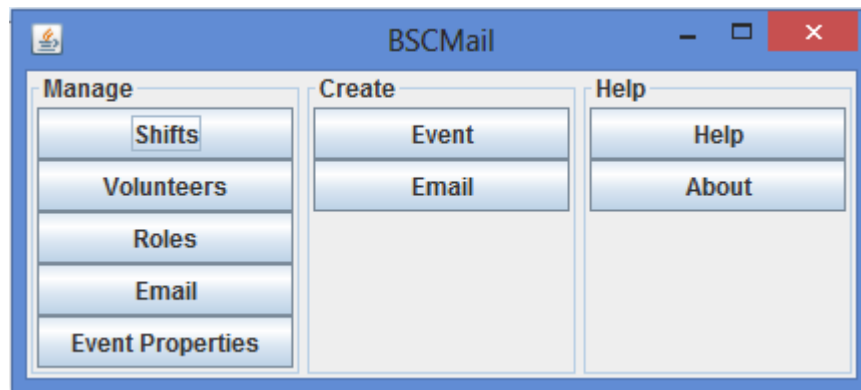 BSCMail
Manage
Shifts
Volunteers
Roles
Email
Event Properties
Create
Event
Email
Help
Help
About